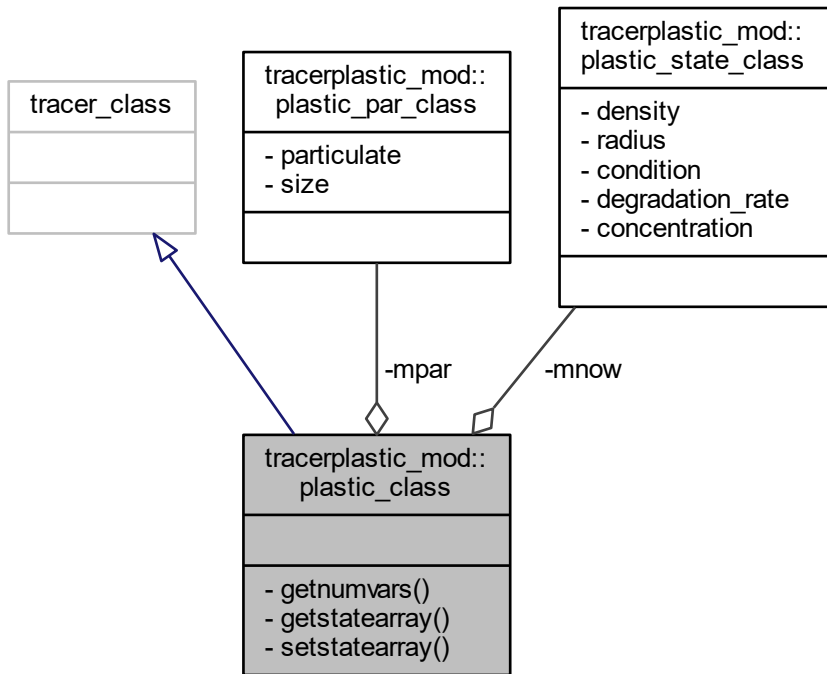 tracer_class
tracerplastic_mod::
plastic_par_class
- particulate
- size
tracerplastic_mod::
plastic_state_class
- density
- radius
- condition
- degradation_rate
- concentration
-mpar
-mnow
tracerplastic_mod::
plastic_class
- getnumvars()
- getstatearray()
- setstatearray()